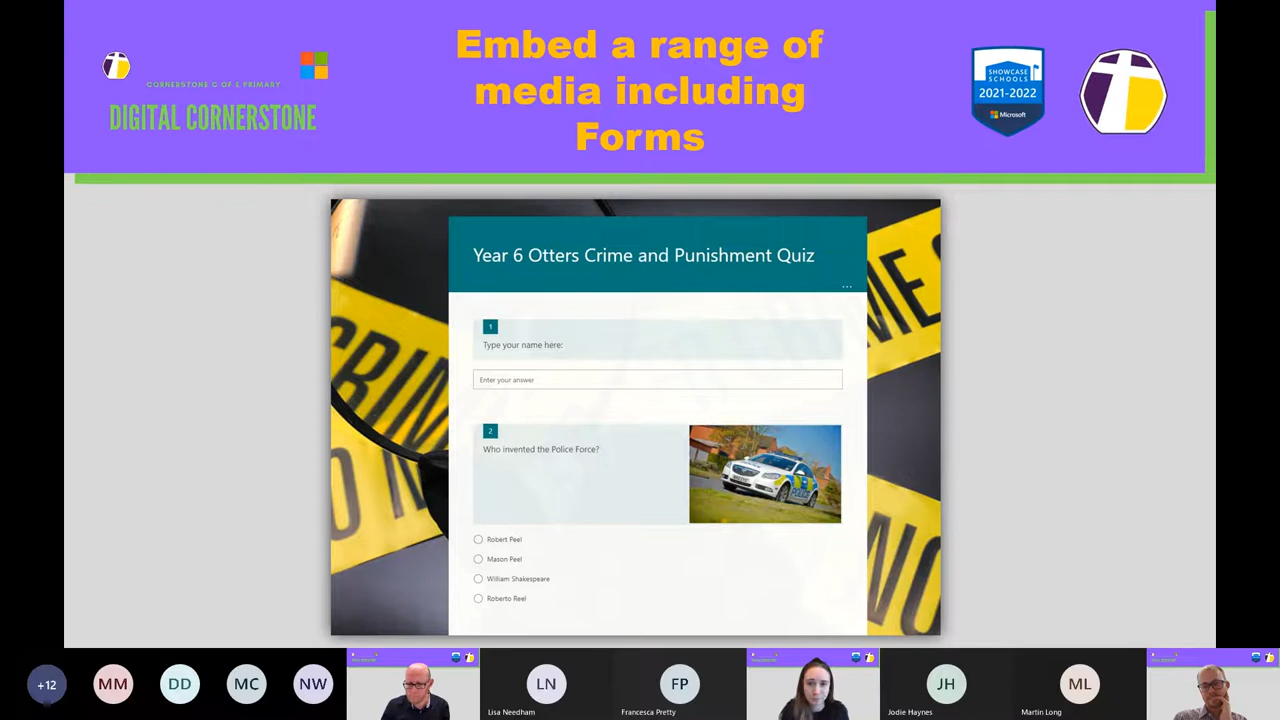 Embed a range of
media including
Forms
CORNERSTONE C OF E PRIMARY
DIGITAL CORNERSTONE
SHOWCASE
SCHOOLS
2021-2022
Microsoft
Year 6 Otters Crime and Punishment Quiz
...
1
Type your name here:
Enter your answer
2
Who invented the Police Force?
POLICE
Robert Peel
Mason Peel
William Shakespeare
Roberto Reel
CRIME
+12
MM
DD
MC
NW
LN
Lisa Needham
FP
Francesca Pretty
JH
Jodie Haynes
ML
Martin Long